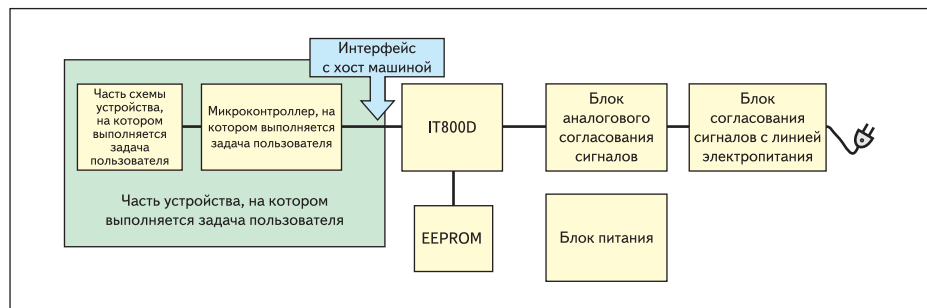 Интерфейс
с хост машиной
Часть схемы
устройства,
на котором
выполняется
задача
пользователя
Микроконтроллер, на
котором выполняется
задача пользователя
IT800D
Блок
аналогового
согласования
сигналов
Блок
согласования
сигналов с линией
электропитания
Часть устройства, на котором
выполняется задача пользователя
EEPROM
Блок питания